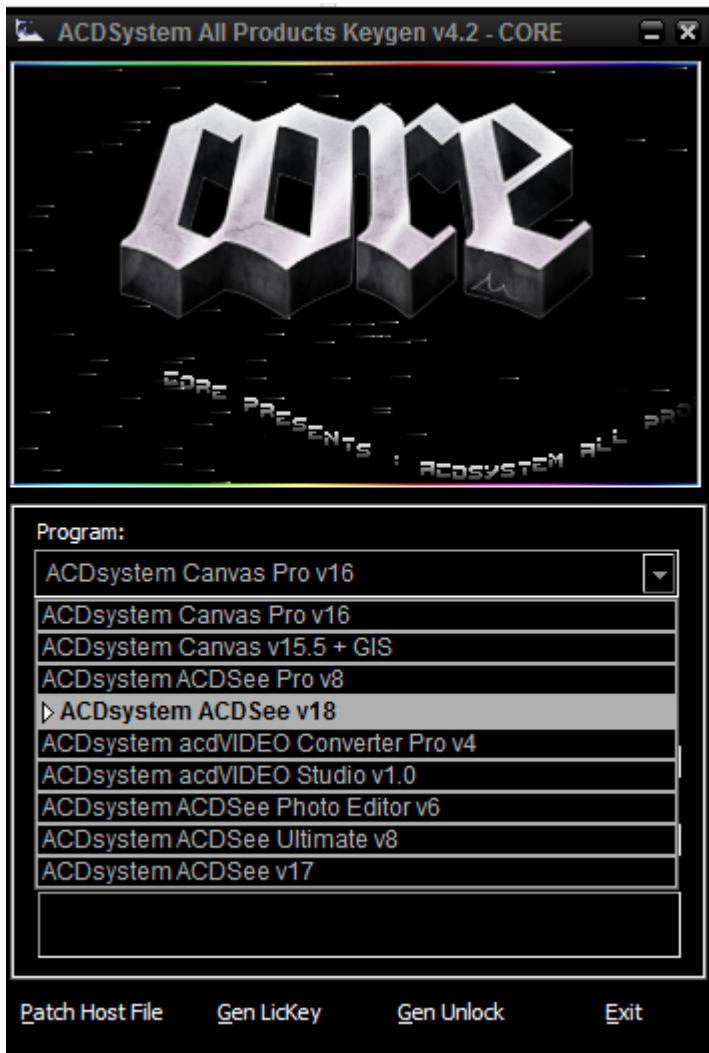 ACDSystem All Products Keygen v4.2 - CORE
core
CORE PRESENTS : ACDSYSTEM ALL PRO
Program:
ACDsystem Canvas Pro v16
ACDsystem Canvas Pro v16
ACDsystem Canvas v15.5 + GIS
ACDsystem ACDSee Pro v8
ACDsystem ACDSee v18
ACDsystem acdVIDEO Converter Pro v4
ACDsystem acdVIDEO Studio v1.0
ACDsystem ACDSee Photo Editor v6
ACDsystem ACDSee Ultimate v8
ACDsystem ACDSee v17
Patch Host File Gen LicKey Gen Unlock Exit